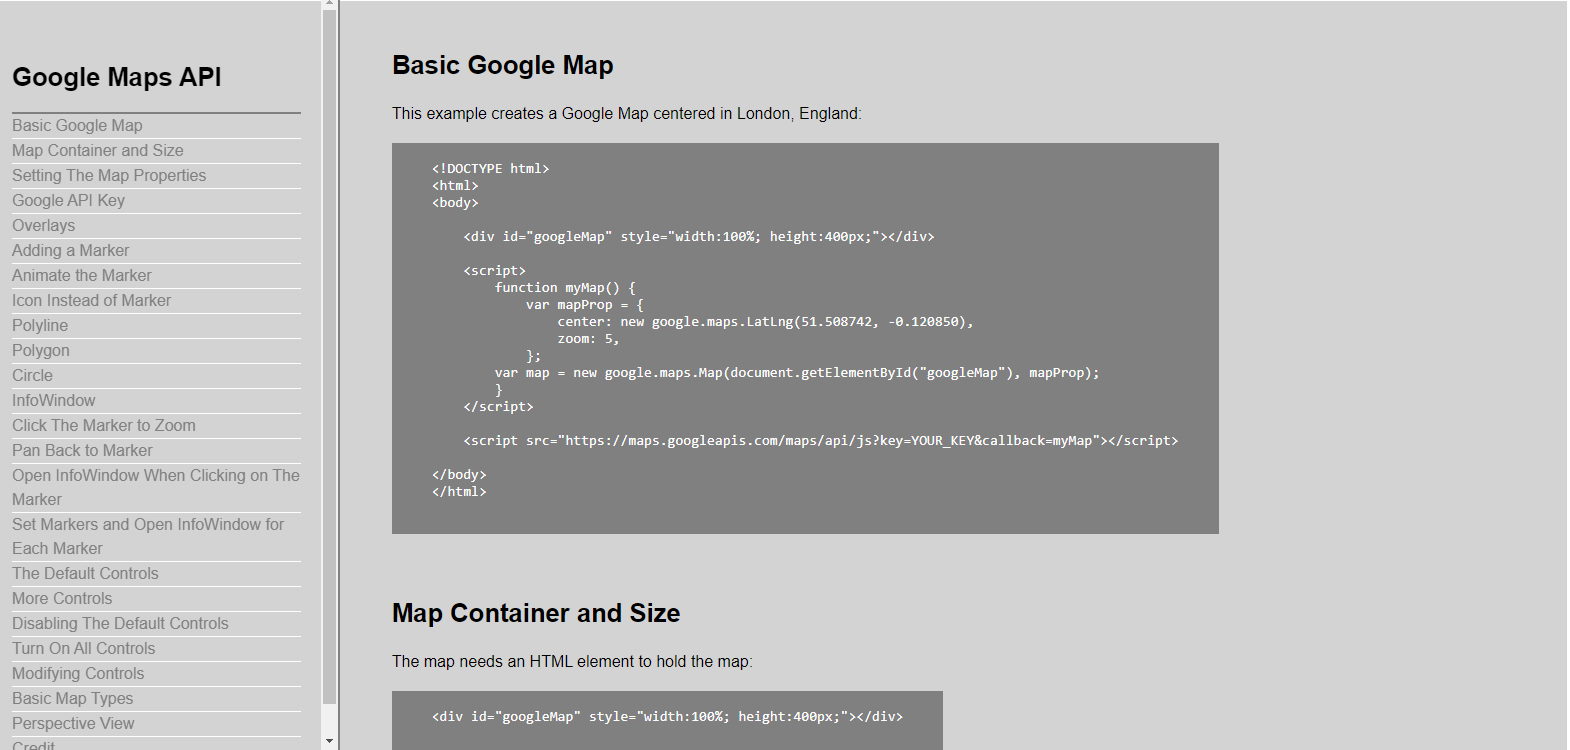 Google Maps API
Basic Google Map
Map Container and Size
Setting The Map Properties
Google API Key
Overlays
Adding a Marker
Animate the Marker
Icon Instead of Marker
Polyline
Polygon
Circle
InfoWindow
Click The Marker to Zoom
Pan Back to Marker
Open InfoWindow When Clicking on The
Marker
Set Markers and Open InfoWindow for
Each Marker
The Default Controls
More Controls
Disabling The Default Controls
Turn On All Controls
Modifying Controls
Basic Map Types
Perspective View
Credit
Basic Google Map
This example creates a Google Map centered in London, England:
<!DOCTYPE html>
<html>
<body>
<div id="googleMap" style="width:100%; height:400px;"></div>
<script>
function myMap() {
var mapProp = {
center: new google.maps.LatLng(51.508742, -0.120850),
zoom: 5,
};
var map = new google.maps.Map(document.getElementById("googleMap"), mapProp);
}
</script>
<script src="https://maps.googleapis.com/maps/api/js?key=YOUR_KEY&callback=myMap"></script>
</body>
</html>
Map Container and Size
The map needs an HTML element to hold the map:
<div id="googleMap" style="width:100%; height:400px;"></div>